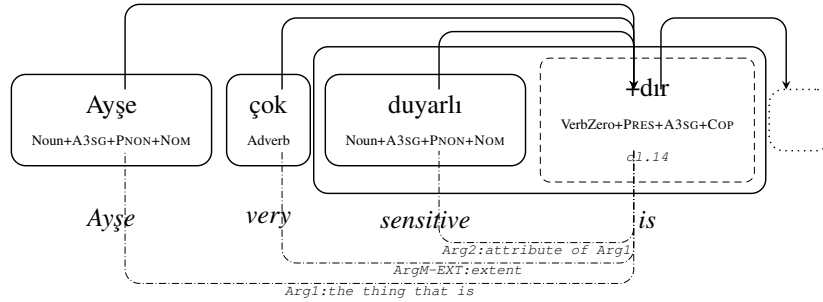 Ayşe çok duyarlı +dır
Noun+A3SG+PNON+NOM Adverb Noun+A3SG+PNON+NOM VerbZero+PRES+A3SG+COP
cl.14
Ayşe very sensitive is
Arg2:attribute of Arg1
ArgM-EXT:extent
Arg1:the thing that is